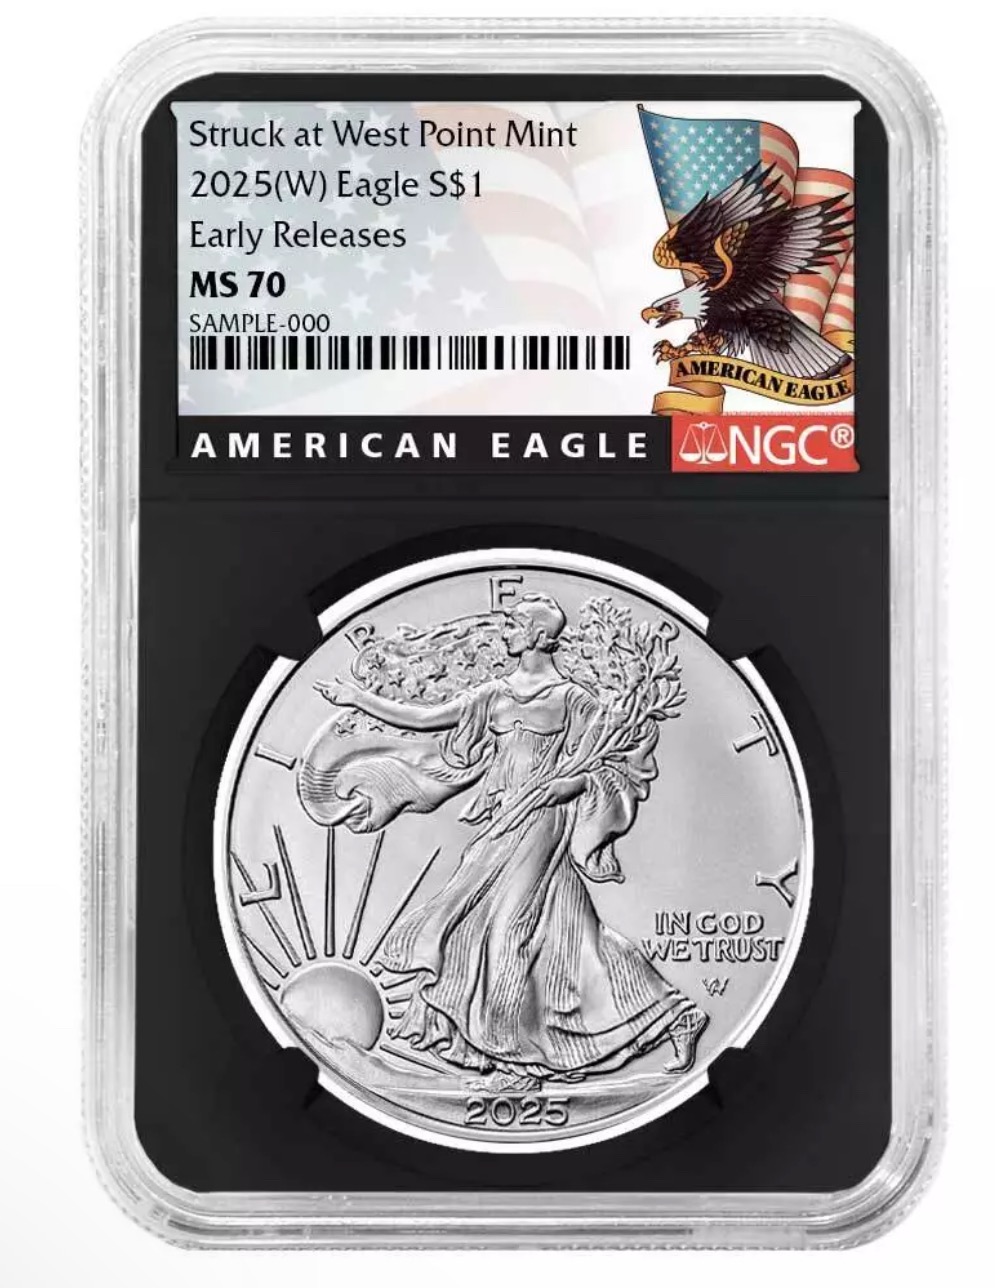 Struck at West Point Mint
2025(W) Eagle S$1
Early Releases
MS 70
SAMPLE-000
AMERICAN EAGLE
AMERICAN EAGLE
NGC®
LIBERTY
IN GOD
WE TRUST
W
2025